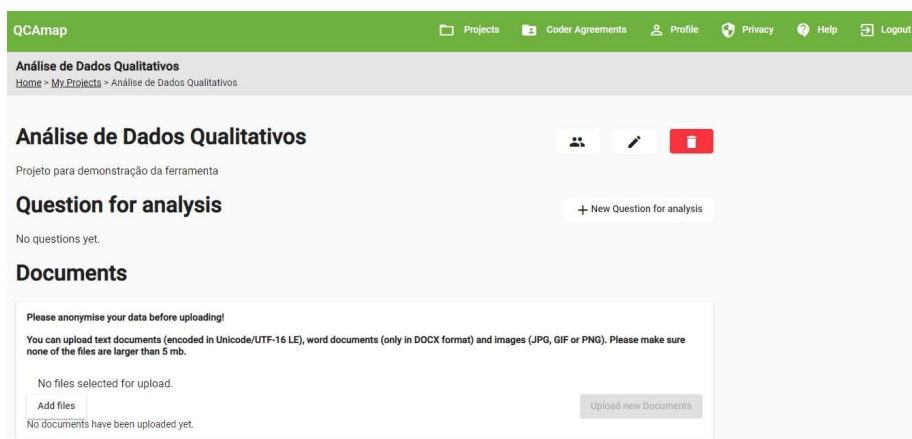 QCAmap
Projects
Coder Agreements
Profile
Privacy
Help
Logout
Análise de Dados Qualitativos
Home > My Projects > Análise de Dados Qualitativos
Análise de Dados Qualitativos
Projeto para demonstração da ferramenta
Question for analysis
+ New Question for analysis
No questions yet.
Documents
Please anonymise your data before uploading!
You can upload text documents (encoded in Unicode/UTF-16 LE), word documents (only in DOCX format) and images (JPG, GIF or PNG). Please make sure
none of the files are larger than 5 mb.
No files selected for upload.
Add files
Upload new Documents
No documents have been uploaded yet.